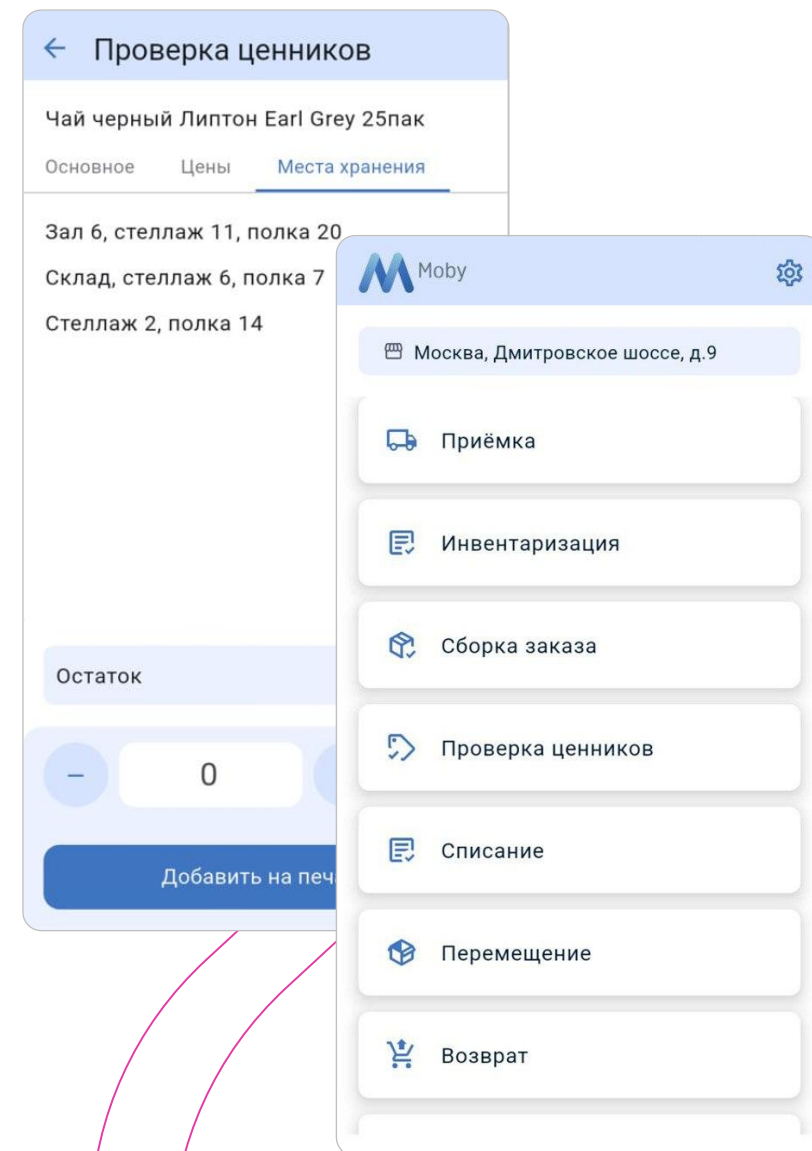 Проверка ценников
Чай черный Липтон Earl Grey 25пак
Основное Цены Места хранения
Зал 6, стеллаж 11, полка 20
Склад, стеллаж 6, полка 7
Стеллаж 2, полка 14
Остаток
– 0
Добавить на
Moby
Москва, Дмитровское шоссе, д.9
Приёмка
Инвентаризация
Сборка заказа
Проверка ценников
Списание
Перемещение
Возврат